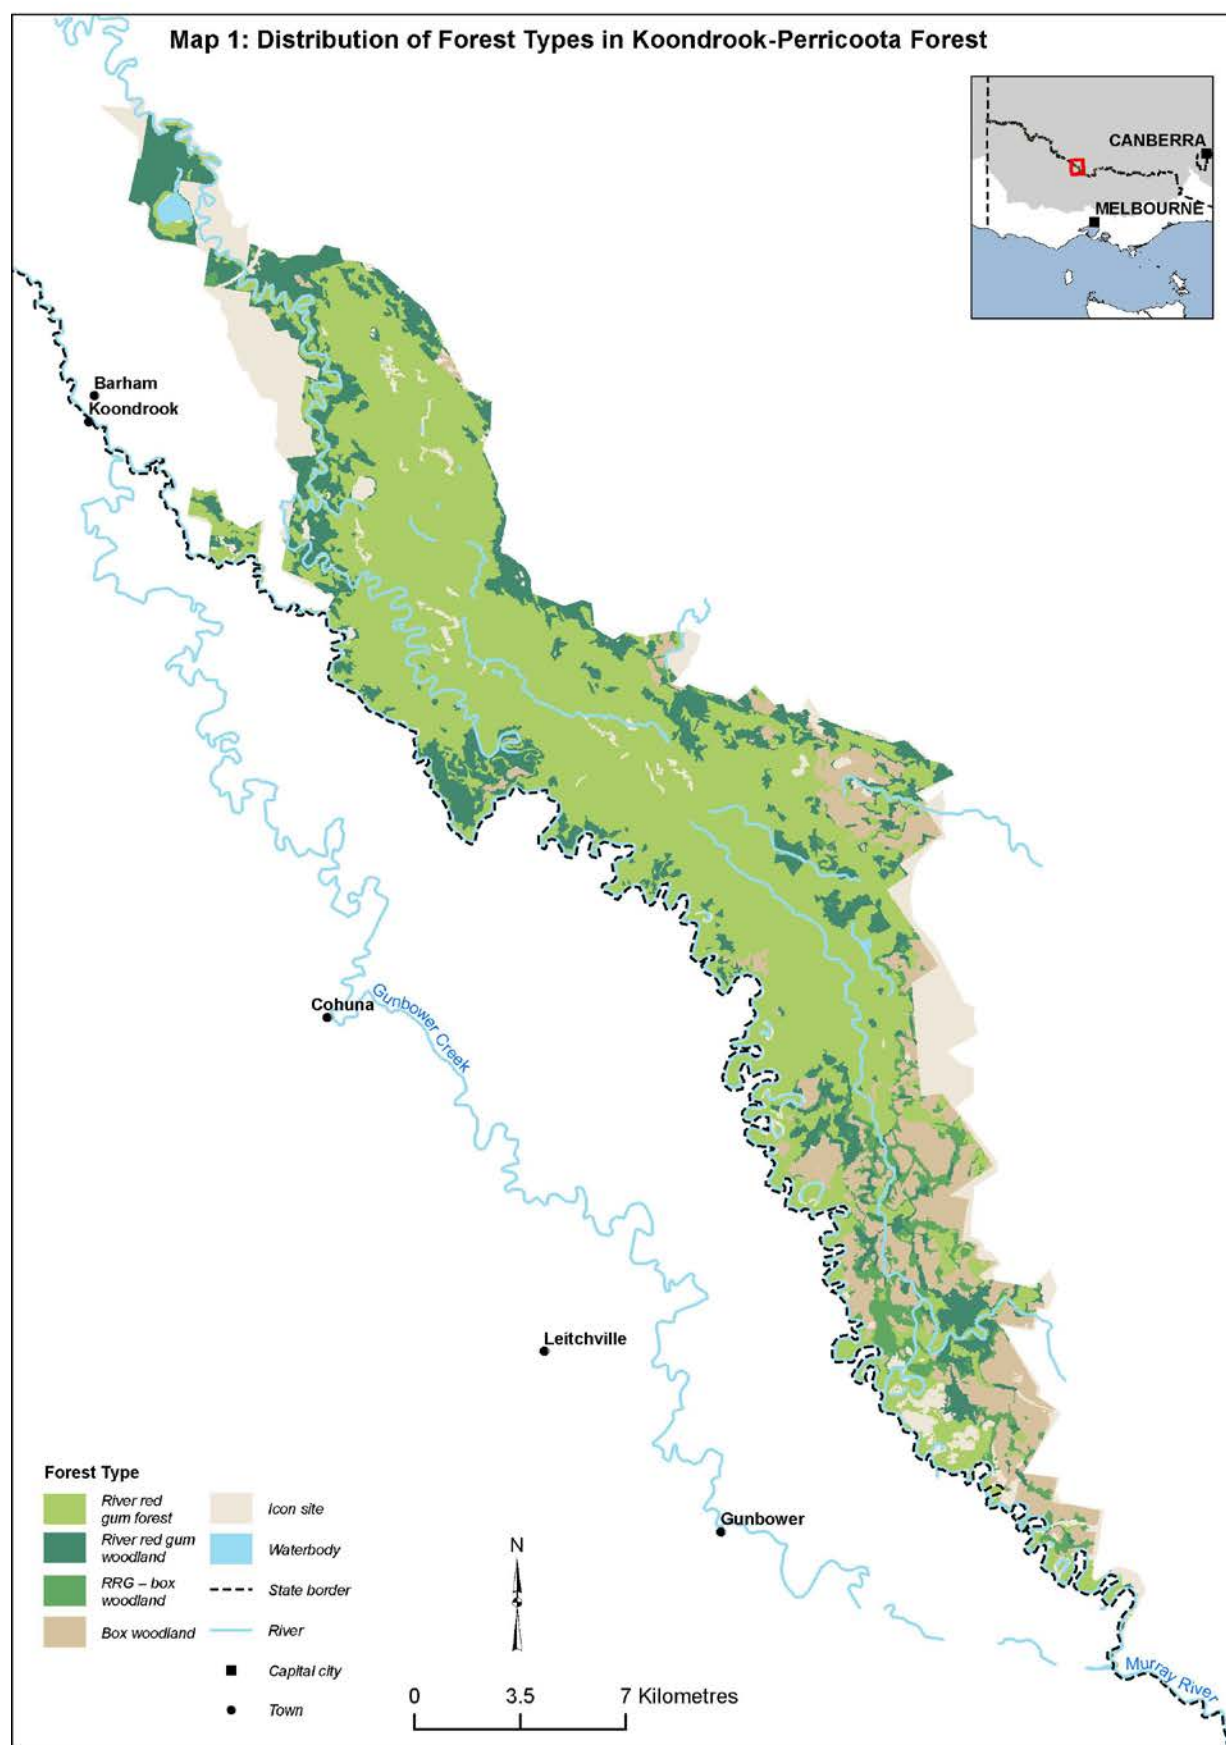 Map 1: Distribution of Forest Types in Koondrook-Perricoota Forest
CANBERRA
MELBOURNE
Barham
Koondrook
Cohuna
Gunbower Creek
Leitchville
Gunbower
Murray River
Forest Type
River red
gum forest
River red gum
woodland
RRG – box
woodland
Box woodland
Icon site
Waterbody
State border
River
Capital city
Town
N
0 3.5 7 Kilometres